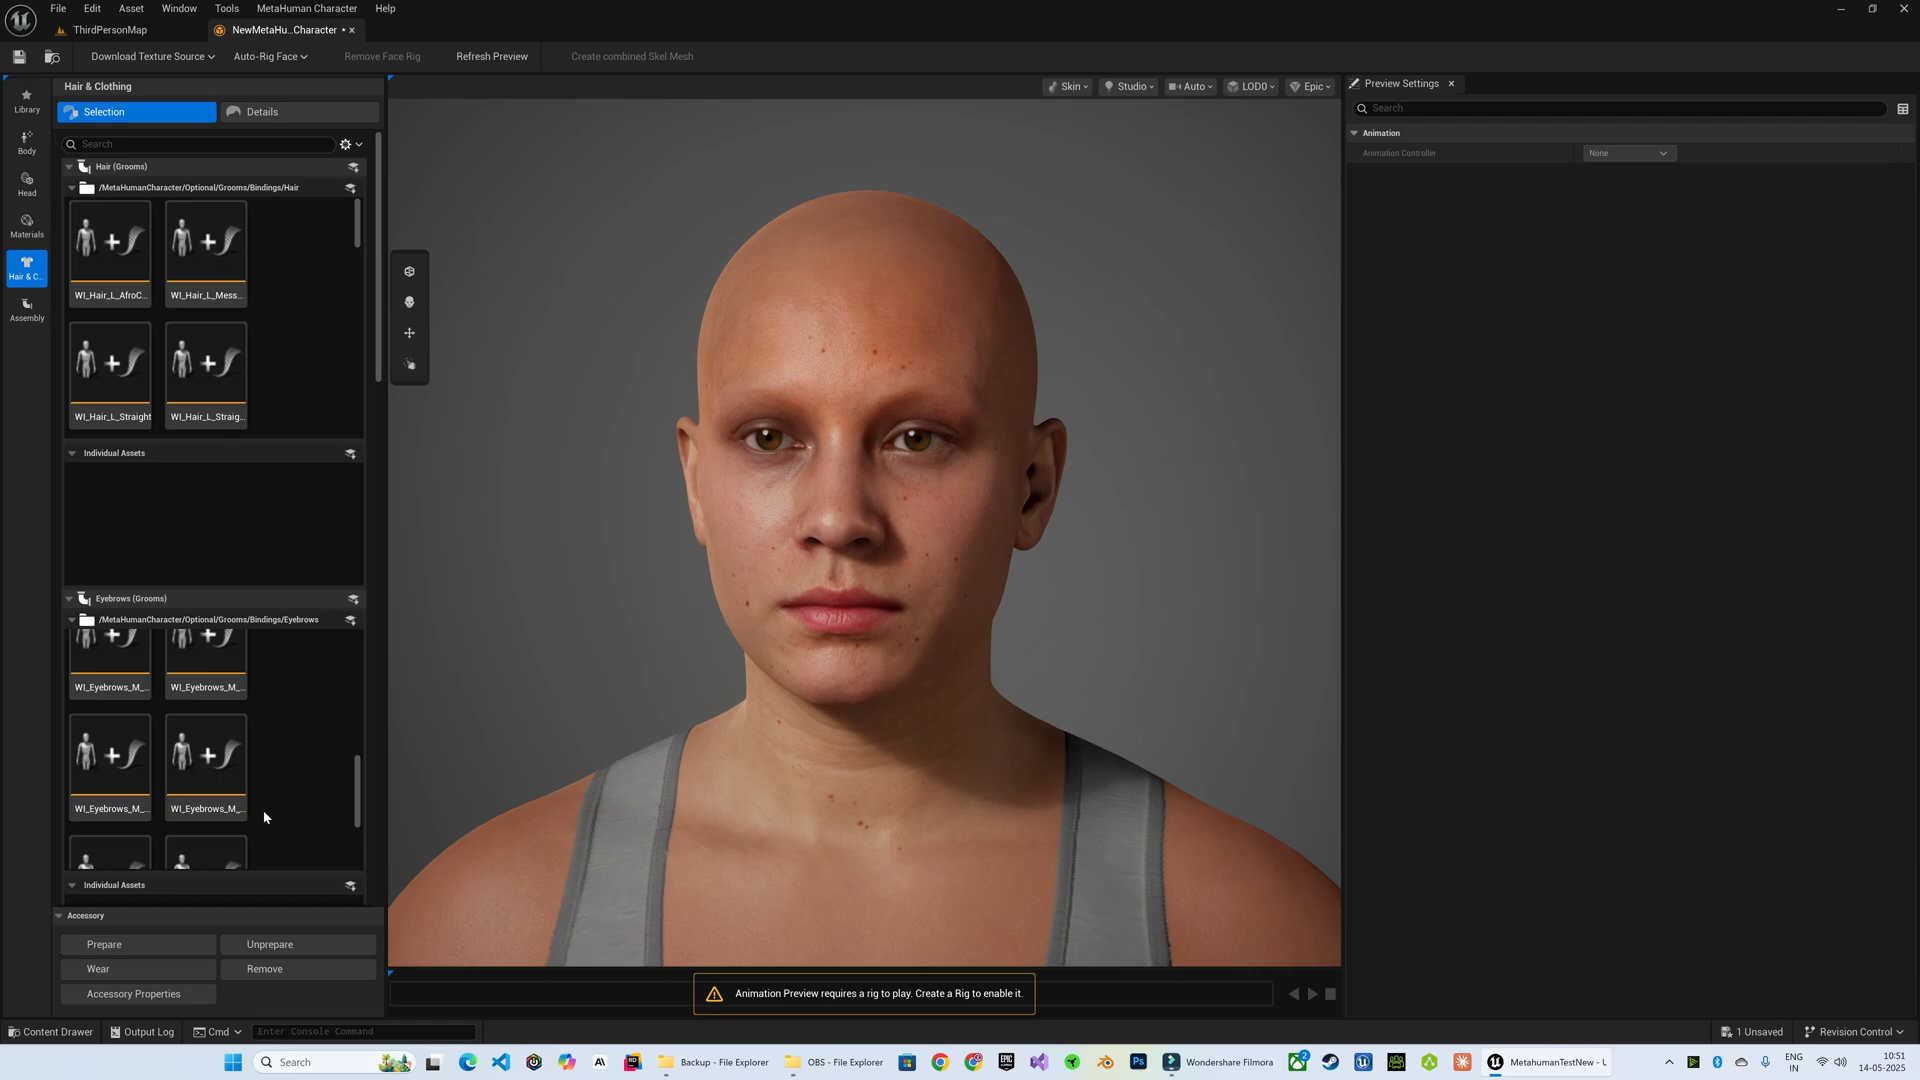 File Edit Asset Window Tools MetaHuman Character Help
ThirdPersonMap
NewMetaHu...Character •
Download Texture Source
Auto-Rig Face
Remove Face Rig
Refresh Preview
Create combined Skel Mesh
Library
Body
Head
Materials
Hair & C...
Assembly
Hair & Clothing
Selection
Details
Search
Hair (Grooms)
/MetaHumanCharacter/Optional/Grooms/Bindings/Hair
WI_Hair_L_AfroC...
WI_Hair_L_Mess...
WI_Hair_L_Straight
WI_Hair_L_Straig...
Individual Assets
Eyebrows (Grooms)
/MetaHumanCharacter/Optional/Grooms/Bindings/Eyebrows
WI_Eyebrows_M_...
WI_Eyebrows_M_...
WI_Eyebrows_M_...
WI_Eyebrows_M_...
Individual Assets
Accessory
Prepare
Unprepare
Wear
Remove
Accessory Properties
Skin
Studio
Auto
LOD0
Epic
Animation Preview requires a rig to play. Create a Rig to enable it.
Preview Settings
Search
Animation
Animation Controller
None
Content Drawer
Output Log
Cmd
Enter Console Command
1 Unsaved
Revision Control
Search
Backup - File Explorer
OBS - File Explorer
Wondershare Filmora
MetahumanTestNew - U
ENG
IN
10:51
14-05-2025